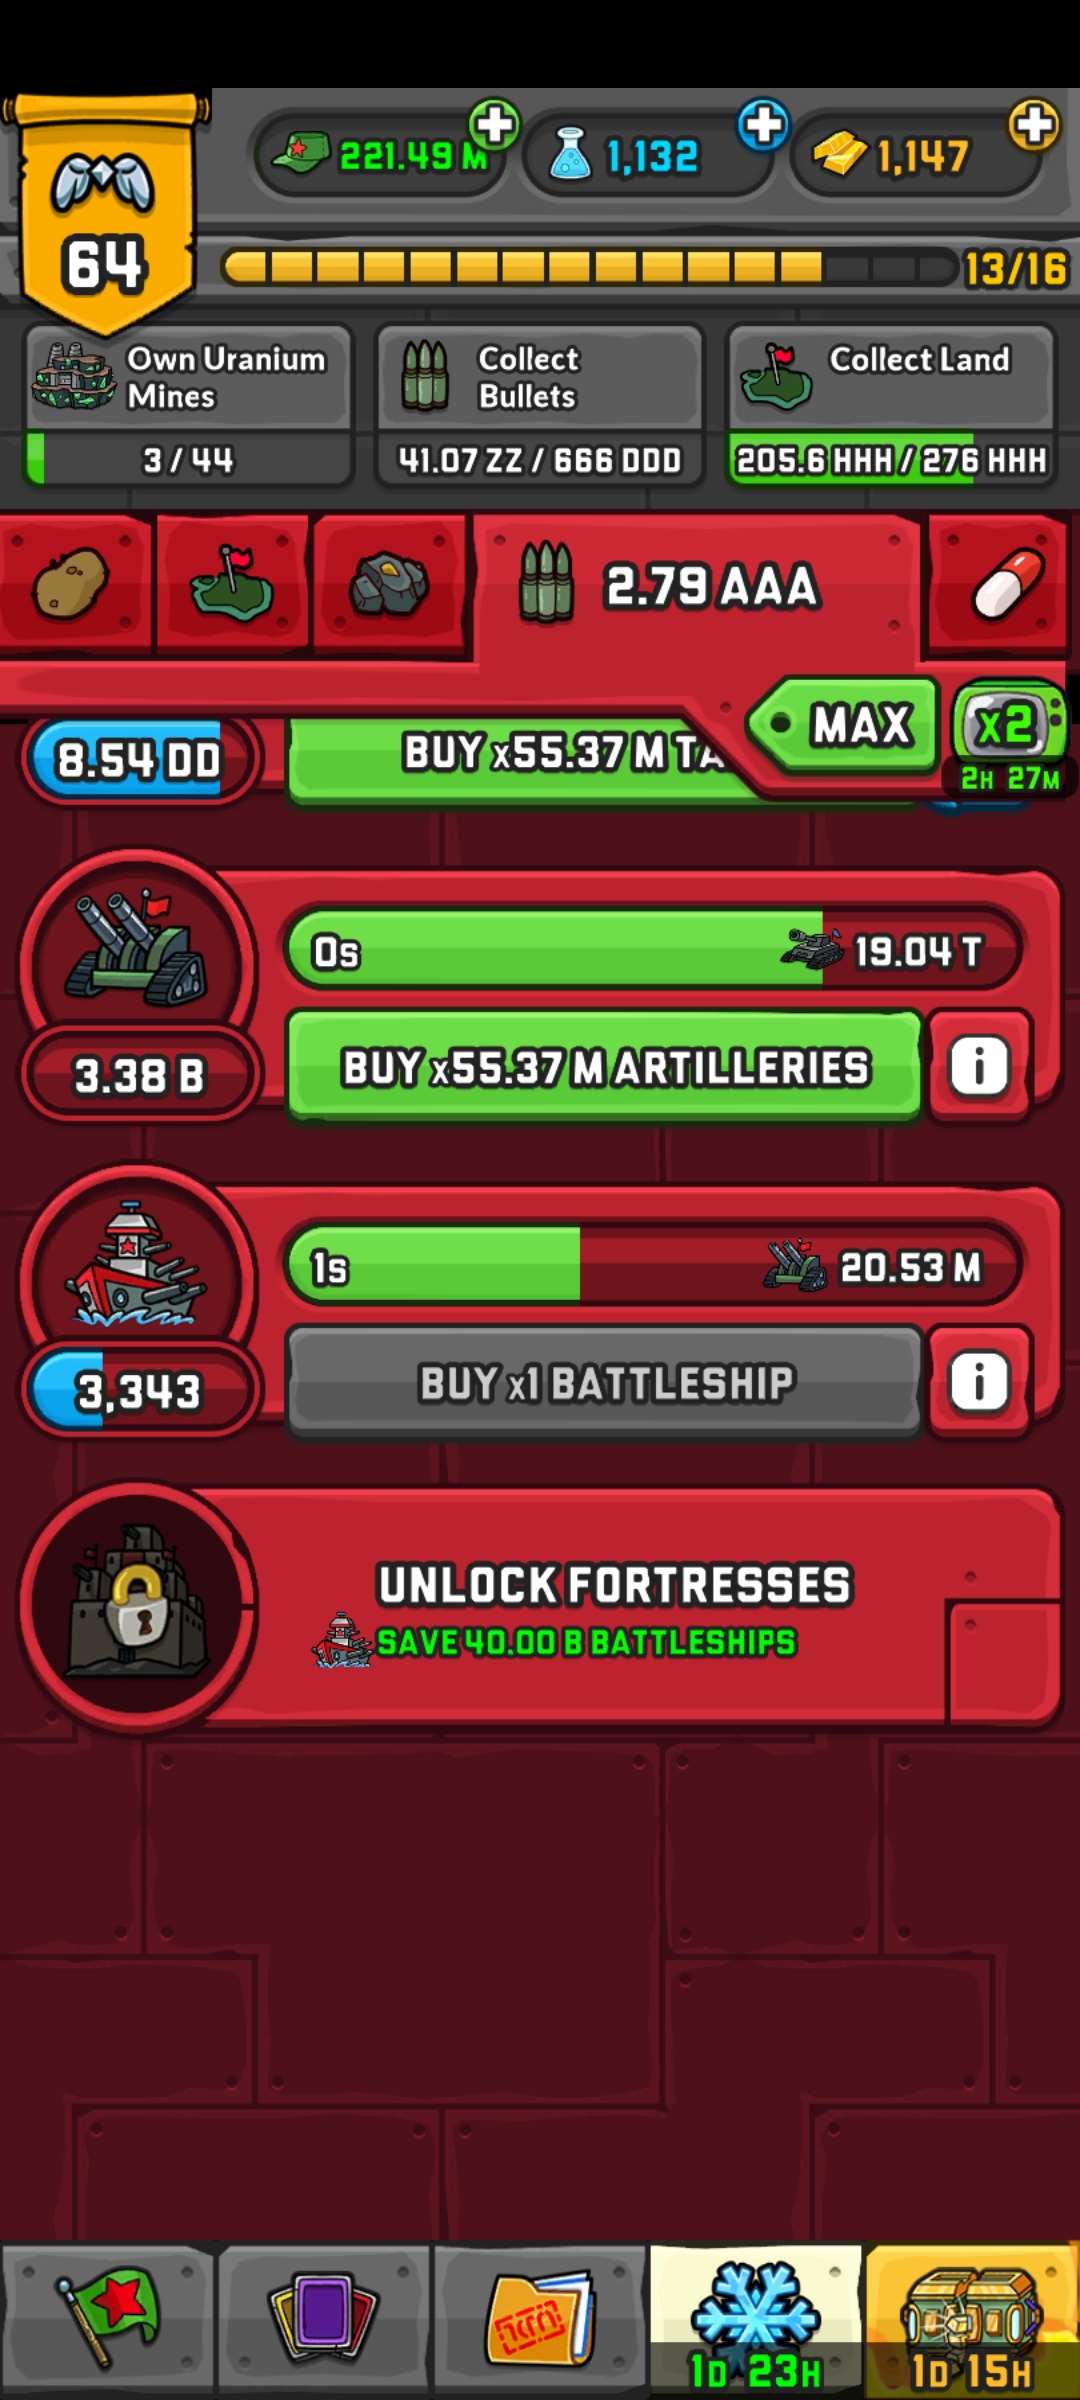 221.49 M
1,132
1,147
64
13/16
Own Uranium
Mines
3 / 44
Collect
Bullets
41.07 ZZ / 666 DDD
Collect Land
205.6 HHH / 276 HHH
2.79 AAA
MAX
x2
2H 27M
8.54 DD
BUY x55.37 M TA
0s
19.04 T
3.38 B
BUY x55.37 M ARTILLERIES
i
1s
20.53 M
3,343
BUY x1 BATTLESHIP
i
UNLOCK FORTRESSES
SAVE 40.00 B BATTLESHIPS
1D 23H
1D 15H